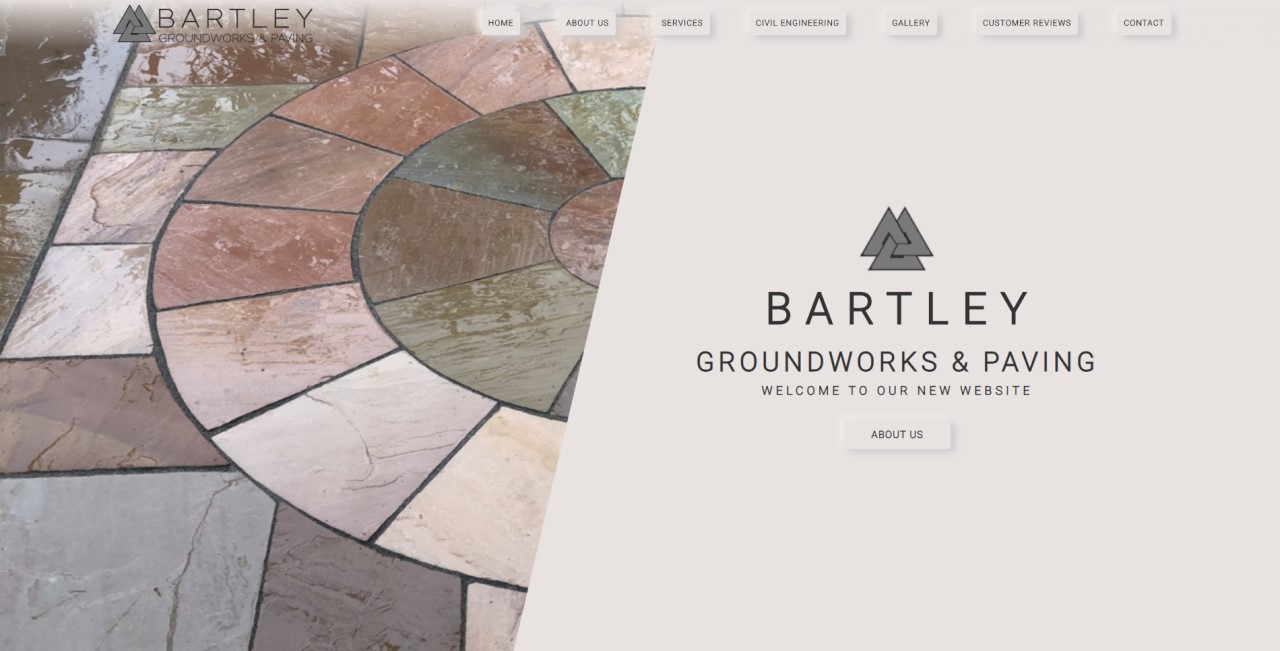 BARTLEY
GROUNDWORKS & PAVING
HOME
ABOUT US
SERVICES
CIVIL ENGINEERING
GALLERY
CUSTOMER REVIEWS
CONTACT
BARTLEY
GROUNDWORKS & PAVING
WELCOME TO OUR NEW WEBSITE
ABOUT US